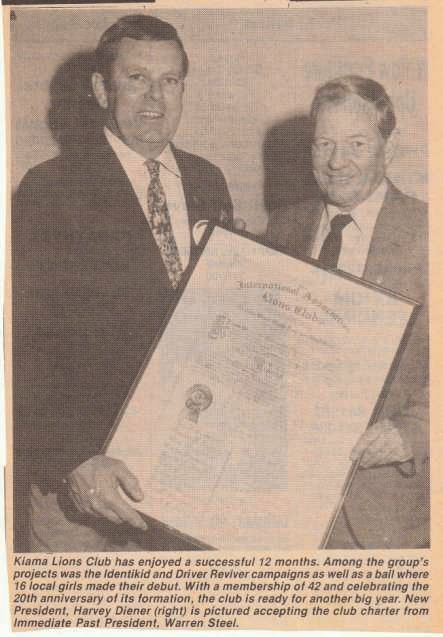 International Association
Lions Clubs
Kiama Lions Club has enjoyed a successful 12 months. Among the group's
projects was the Identikid and Driver Reviver campaigns as well as a ball where
16 local girls made their debut. With a membership of 42 and celebrating the
20th anniversary of its formation, the club is ready for another big year. New
President, Harvey Diener (right) is pictured accepting the club charter from
Immediate Past President, Warren Steel.